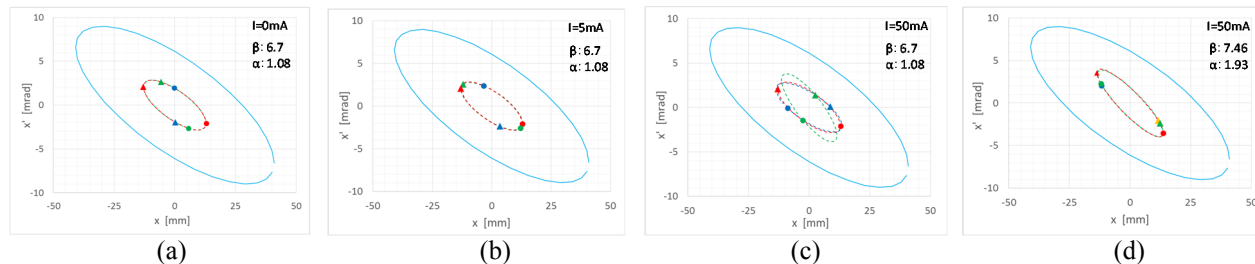 I=0mA
β: 6.7
α: 1.08
10
5
0
-5
-10
x' [mrad]
-50
-25
0
25
50
x [mm]
(a)
I=5mA
β: 6.7
α: 1.08
10
5
0
-5
-10
x' [mrad]
-50
-25
0
25
50
x [mm]
(b)
I=50mA
β: 6.7
α: 1.08
10
5
0
-5
-10
x' [mrad]
-50
-25
0
25
50
x [mm]
(c)
I=50mA
β: 7.46
α: 1.93
10
5
0
-5
-10
x' [mrad]
-50
-25
0
25
50
x [mm]
(d)